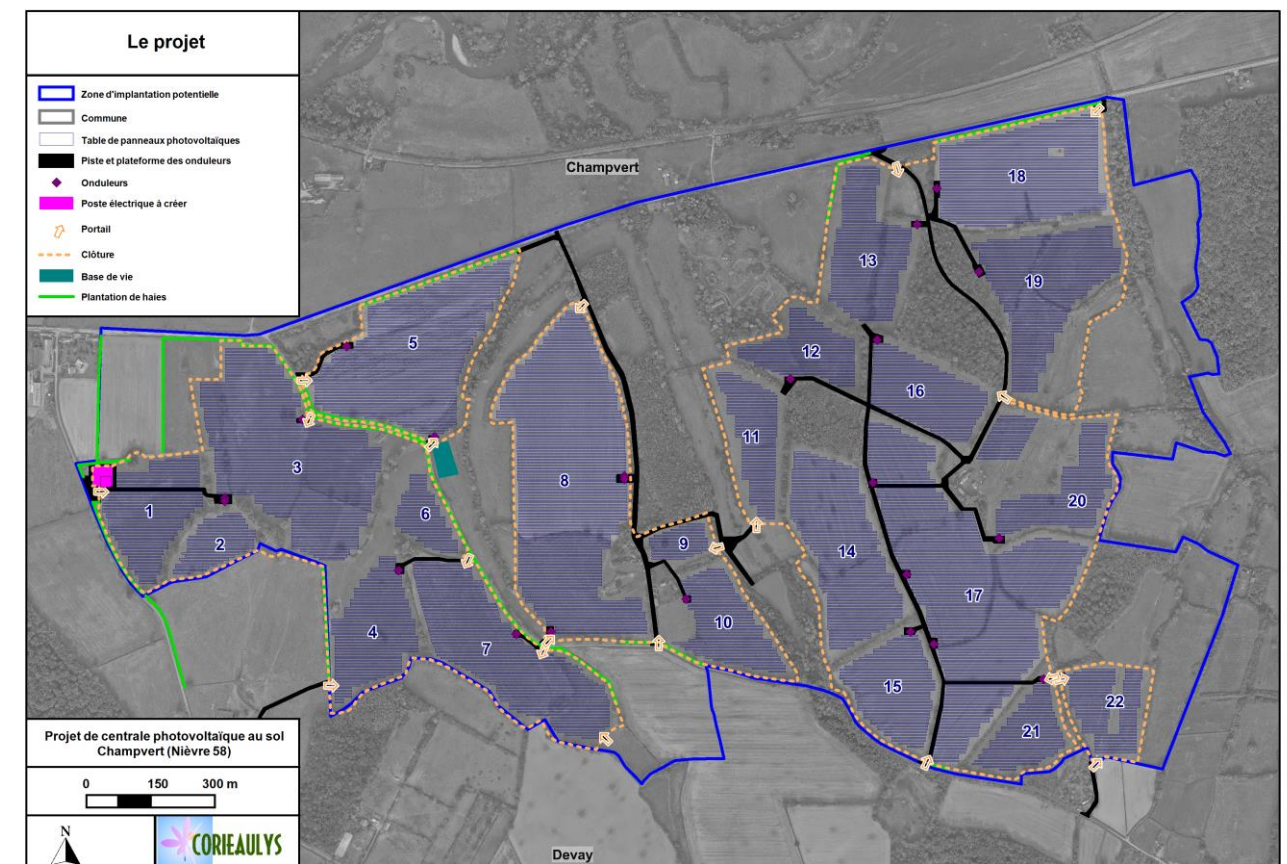 Le projet
Zone d'implantation potentielle
Commune
Table de panneaux photovoltaïques
Piste et plateforme des onduleurs
Onduleurs
Poste électrique à créer
Portail
Clôture
Base de vie
Plantation de haies
Champvert
18
13
19
5
12
16
11
3
8
20
1
6
2
9
14
17
10
4
7
15
22
21
Projet de centrale photovoltaïque au sol
Champvert (Nièvre 58)
0 150 300 m
N
CORIEAULYS
Devay